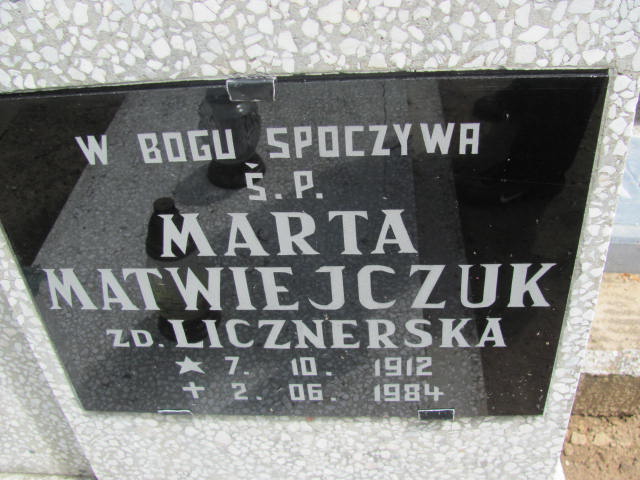 W BOGU SPOCZYWA
Ś.P.
MARTA
MATWIEJCZUK
ZD. LICZNERSKA
★ 7. 10. 1912
+ 2. 06. 1984